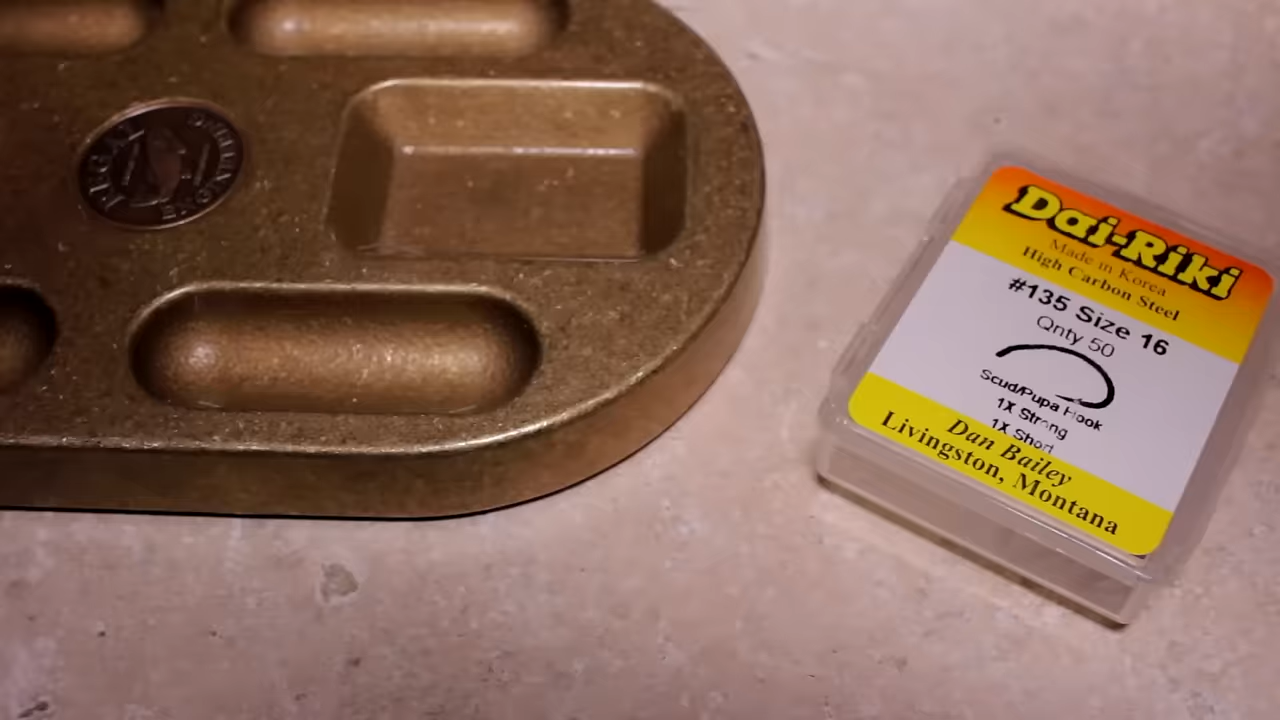 REGAL
Dai-Riki
Made in Korea
High Carbon Steel
#135 Size 16
Qnty 50
Scud/Pupa Hook
1X Strong
1X Short
Dan Bailey
Livingston, Montana